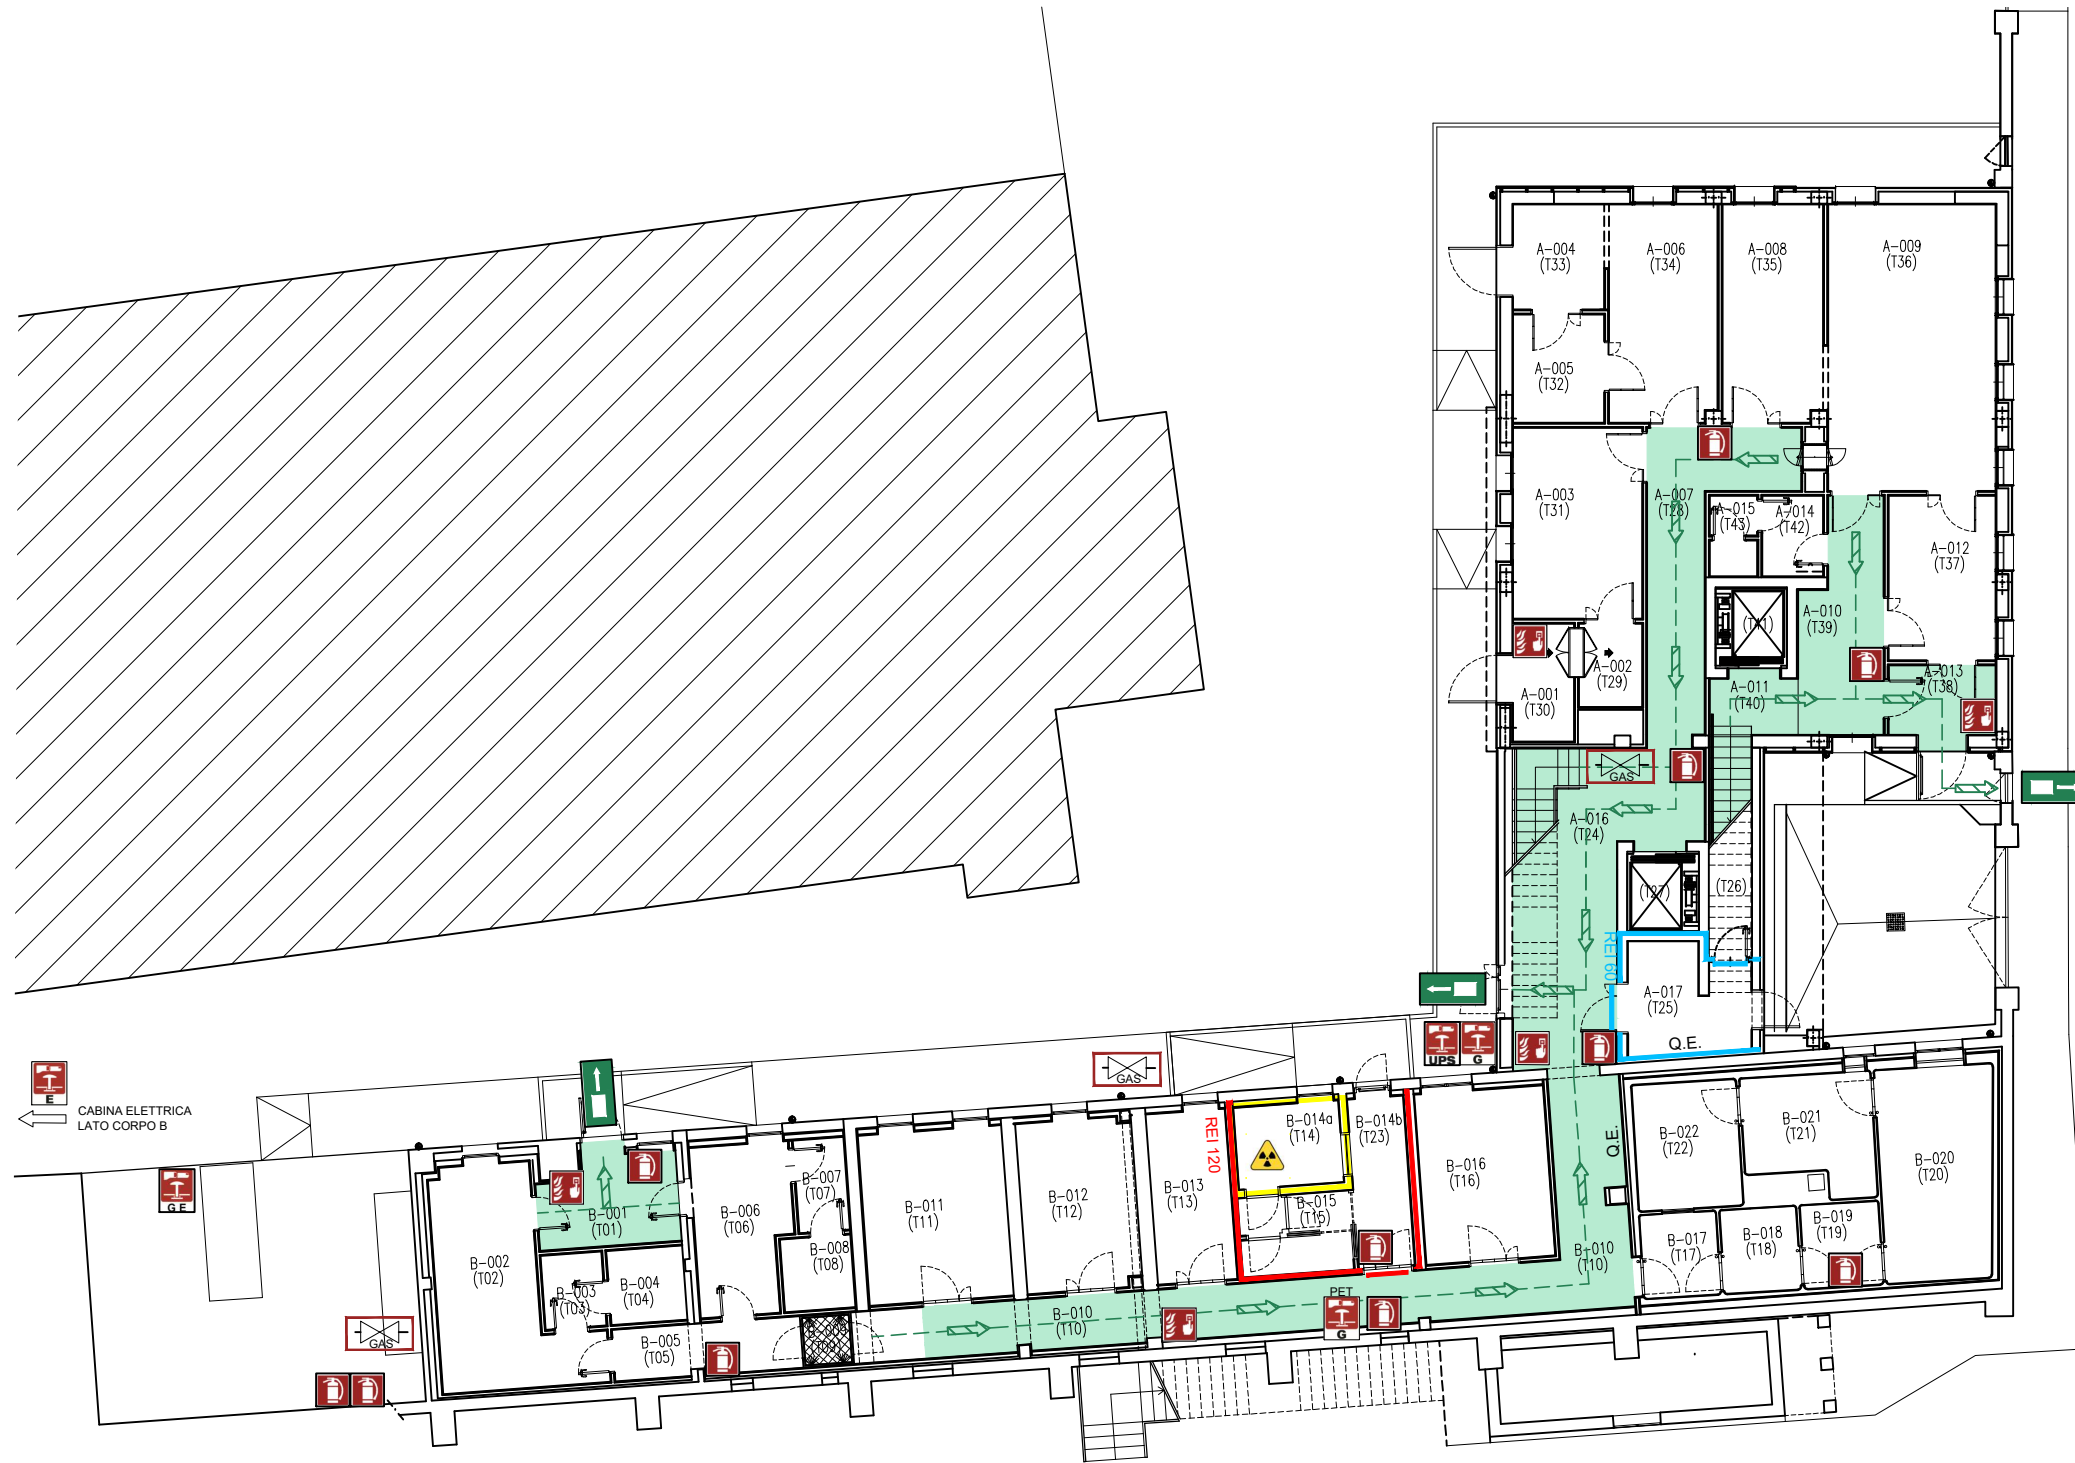 A-004
(T33)
A-006
(T34)
A-008
(T35)
A-009
(T36)
A-005
(T32)
A-003
(T31)
A-007
(T28)
A-015
(T43)
A-014
(T42)
A-012
(T37)
A-010
(T39)
(T41)
A-002
(T29)
A-001
(T30)
A-011
(T40)
A-013
(T38)
GAS
A-016
(T24)
(T27)
(T26)
REI 60
A-017
(T25)
Q.E.
UPS
G
E
CABINA ELETTRICA
LATO CORPO B
GAS
G E
GAS
B-002
(T02)
B-001
(T01)
B-003
(T03)
B-004
(T04)
B-005
(T05)
B-006
(T06)
B-007
(T07)
B-008
(T08)
B-011
(T11)
B-012
(T12)
B-010
(T10)
B-013
(T13)
REI 120
B-014a
(T14)
B-014b
(T23)
B-015
(T15)
B-016
(T16)
PET
G
B-010
(T10)
Q.E.
B-022
(T22)
B-021
(T21)
B-020
(T20)
B-017
(T17)
B-018
(T18)
B-019
(T19)